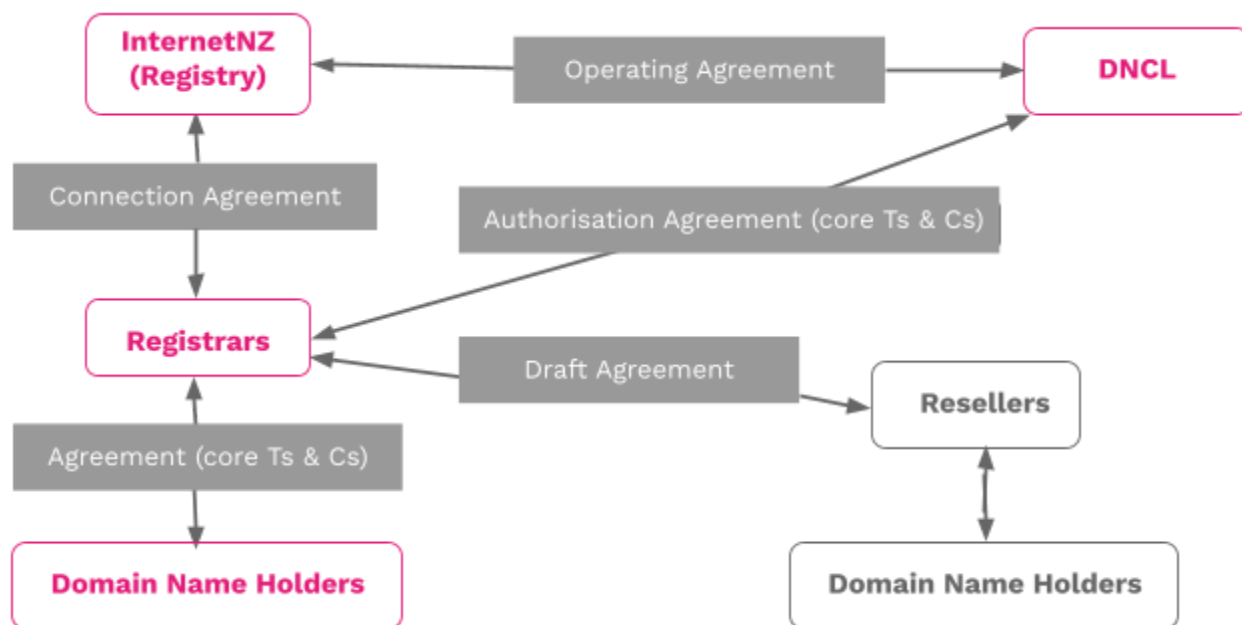 InternetNZ
(Registry)
Operating Agreement
DNCL
Connection Agreement
Authorisation Agreement (core Ts & Cs)
Registrars
Draft Agreement
Resellers
Agreement (core Ts & Cs)
Domain Name Holders
Domain Name Holders